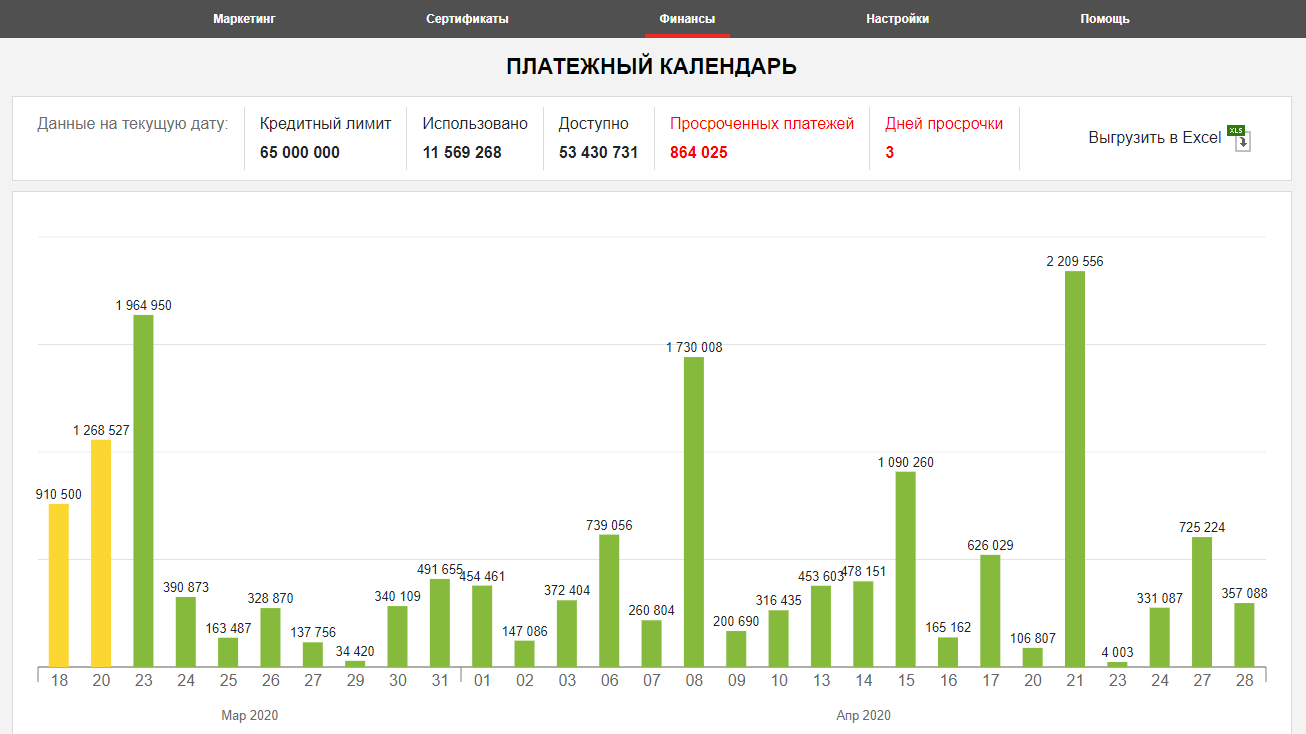 Маркетинг Сертификаты Финансы Настройки Помощь
ПЛАТЕЖНЫЙ КАЛЕНДАРЬ
Данные на текущую дату: Кредитный лимит Использовано Доступно Просроченных платежей Дней просрочки
65 000 000 11 569 268 53 430 731 864 025 3
Выгрузить в Excel XLS
2 209 556
1 964 950
1 730 008
1 268 527
1 090 260
910 500
739 056 725 224
626 029
491 655 454 461 453 603 478 151
390 873 372 404 357 088
328 870 340 109 316 435 331 087
163 487 137 756 147 086 260 804 200 690 165 162
34 420 106 807 4 003
18 20 23 24 25 26 27 29 30 31 01 02 03 06 07 08 09 10 13 14 15 16 17 20 21 23 24 27 28
Мар 2020 Апр 2020